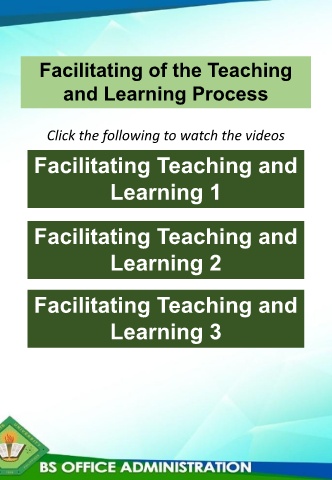 Facilitating of the Teaching
and Learning Process
Click the following to watch the videos
Facilitating Teaching and
Learning 1
Facilitating Teaching and
Learning 2
Facilitating Teaching and
Learning 3
BS OFFICE ADMINISTRATION